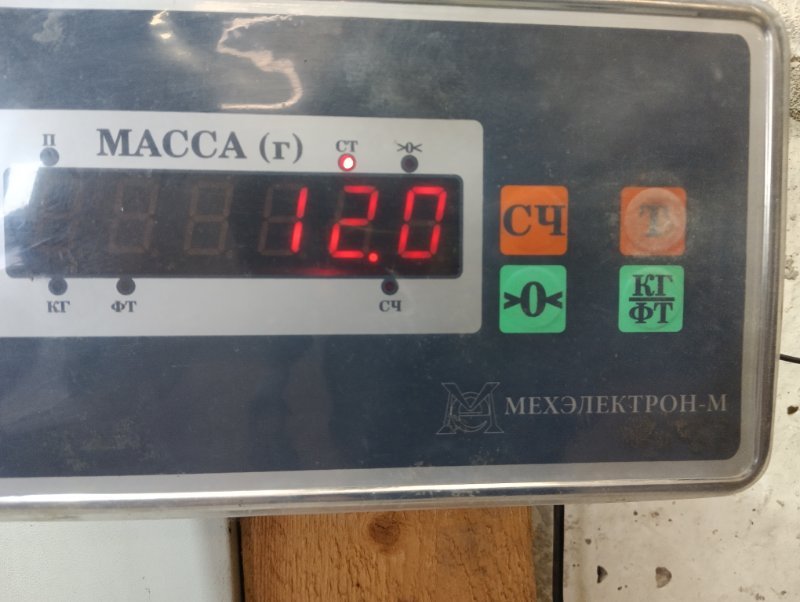 П МАССА (г) СТ >0<
12.0
КГ ФТ СЧ
СЧ Т
>0< КГ/ФТ
МЕХЭЛЕКТРОН-М